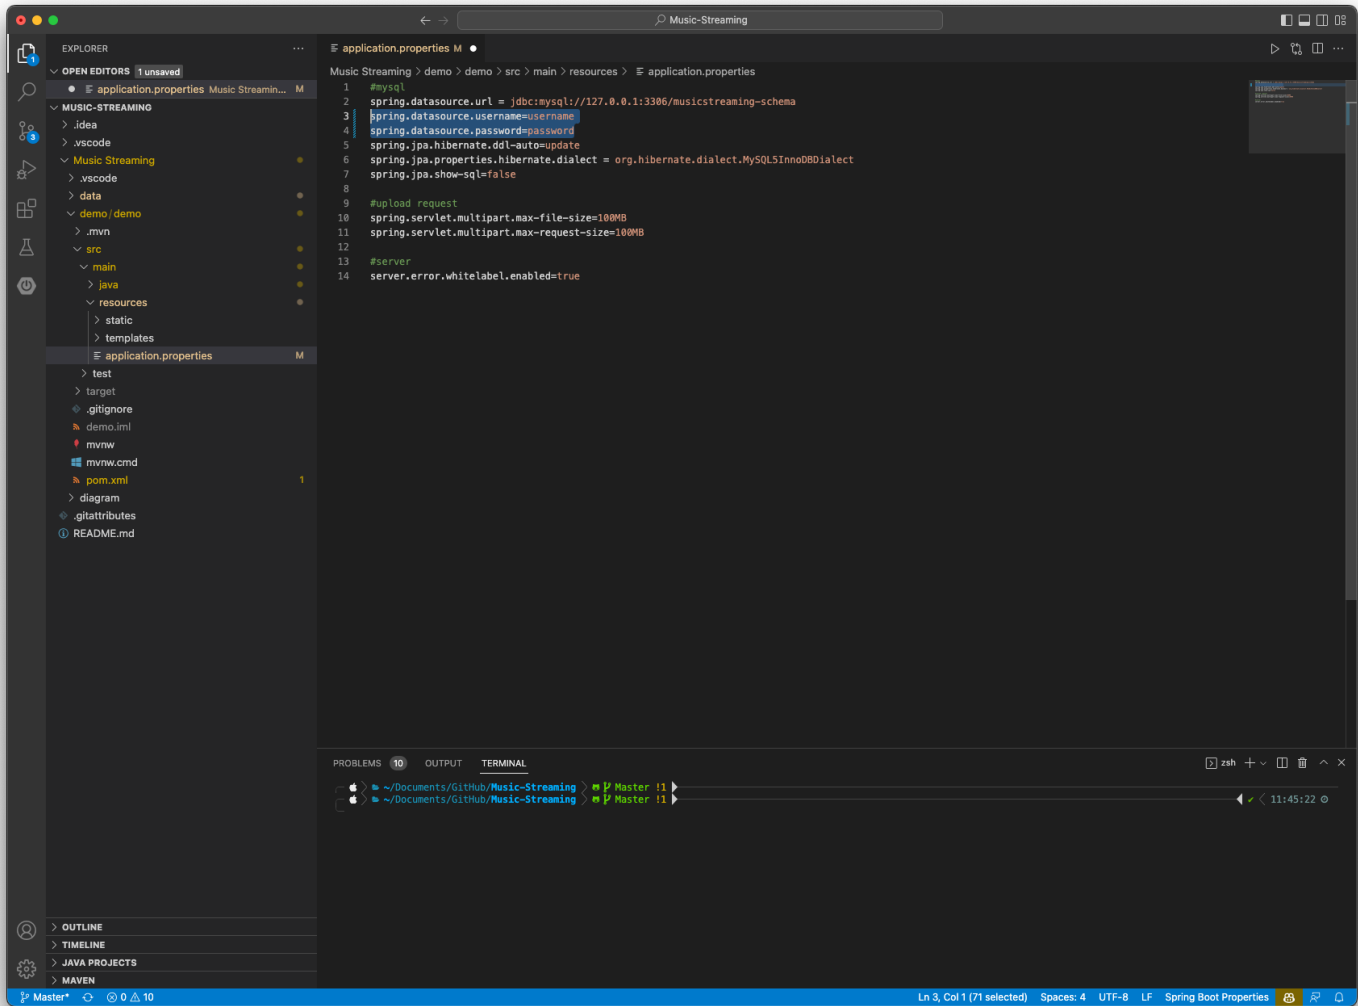 Music-Streaming
EXPLORER
OPEN EDITORS 1 unsaved
application.properties Music Streamin... M
MUSIC-STREAMING
.idea
.vscode
Music Streaming
.vscode
data
demo/demo
.mvn
src
main
java
resources
static
templates
application.properties M
test
target
.gitignore
demo.iml
mvnw
mvnw.cmd
pom.xml 1
diagram
.gitattributes
README.md
OUTLINE
TIMELINE
JAVA PROJECTS
MAVEN
1
3
application.properties M
Music Streaming > demo > demo > src > main > resources > application.properties
1 #mysql
2 spring.datasource.url = jdbc:mysql://127.0.0.1:3306/musicstreaming-schema
3 spring.datasource.username=username
4 spring.datasource.password=password
5 spring.jpa.hibernate.ddl-auto=update
6 spring.jpa.properties.hibernate.dialect = org.hibernate.dialect.MySQL5InnoDBDialect
7 spring.jpa.show-sql=false
8
9 #upload request
10 spring.servlet.multipart.max-file-size=100MB
11 spring.servlet.multipart.max-request-size=100MB
12
13 #server
14 server.error.whitelabel.enabled=true
PROBLEMS 10 OUTPUT TERMINAL zsh
~/Documents/GitHub/Music-Streaming Master !1
~/Documents/GitHub/Music-Streaming Master !1 11:45:22
Master* 0 10 Ln 3, Col 1 (71 selected) Spaces: 4 UTF-8 LF Spring Boot Properties